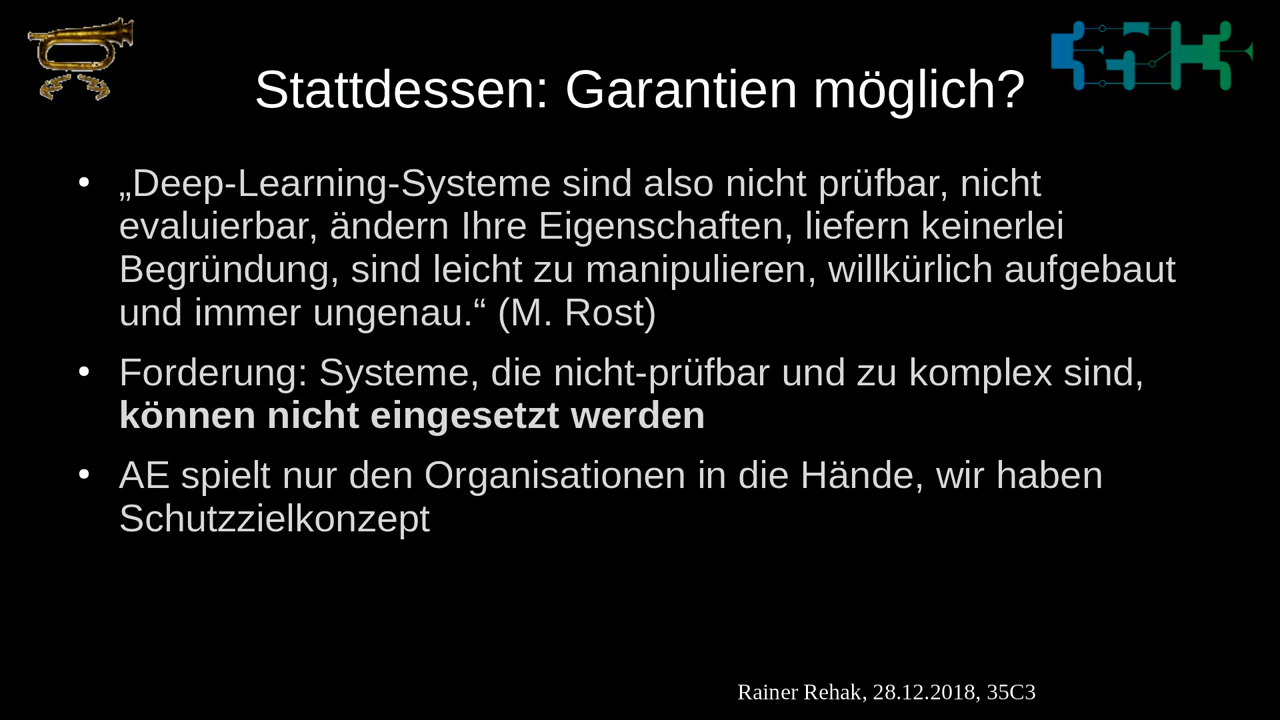 Stattdessen: Garantien möglich?
• „Deep-Learning-Systeme sind also nicht prüfbar, nicht
evaluierbar, ändern Ihre Eigenschaften, liefern keinerlei
Begründung, sind leicht zu manipulieren, willkürlich aufgebaut
und immer ungenau.“ (M. Rost)
• Forderung: Systeme, die nicht-prüfbar und zu komplex sind,
können nicht eingesetzt werden
• AE spielt nur den Organisationen in die Hände, wir haben
Schutzzielkonzept
Rainer Rehak, 28.12.2018, 35C3